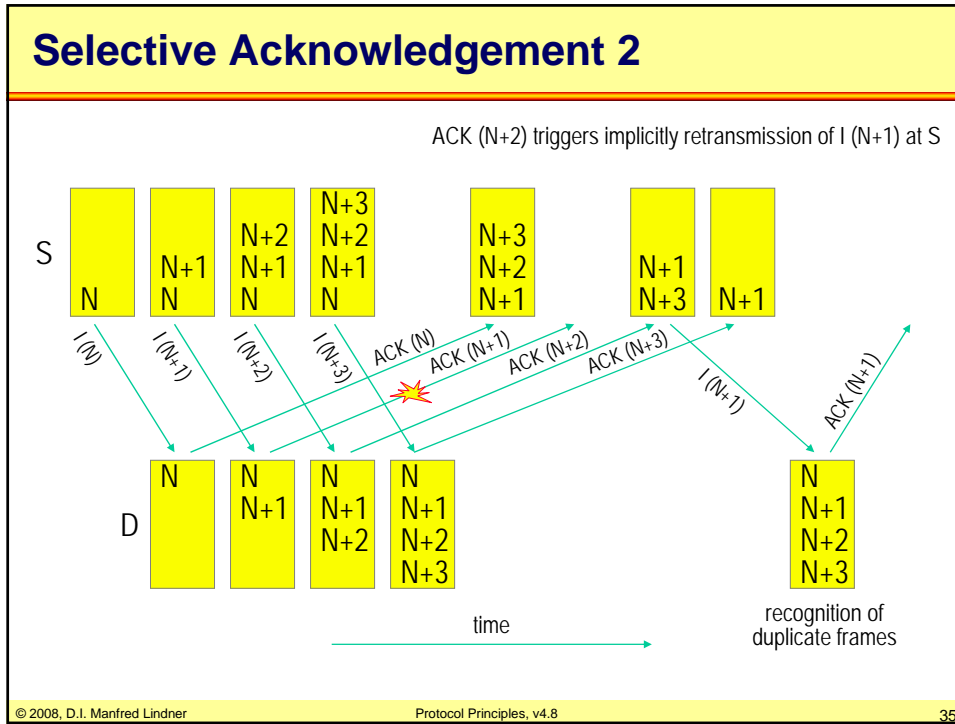 Selective Acknowledgement 2
ACK (N+2) triggers implicitly retransmission of I (N+1) at S
S
N
N+1
N
N+2
N+1
N
N+3
N+2
N+1
N
N+3
N+2
N+1
N+1
N+3
N+1
I (N)
I (N+1)
I (N+2)
I (N+3)
ACK (N)
ACK (N+1)
ACK (N+2)
ACK (N+3)
I (N+1)
ACK (N+1)
D
N
N
N+1
N
N+1
N+2
N
N+1
N+2
N+3
N
N+1
N+2
N+3
time
recognition of
duplicate frames
© 2008, D.I. Manfred Lindner
Protocol Principles, v4.8
35